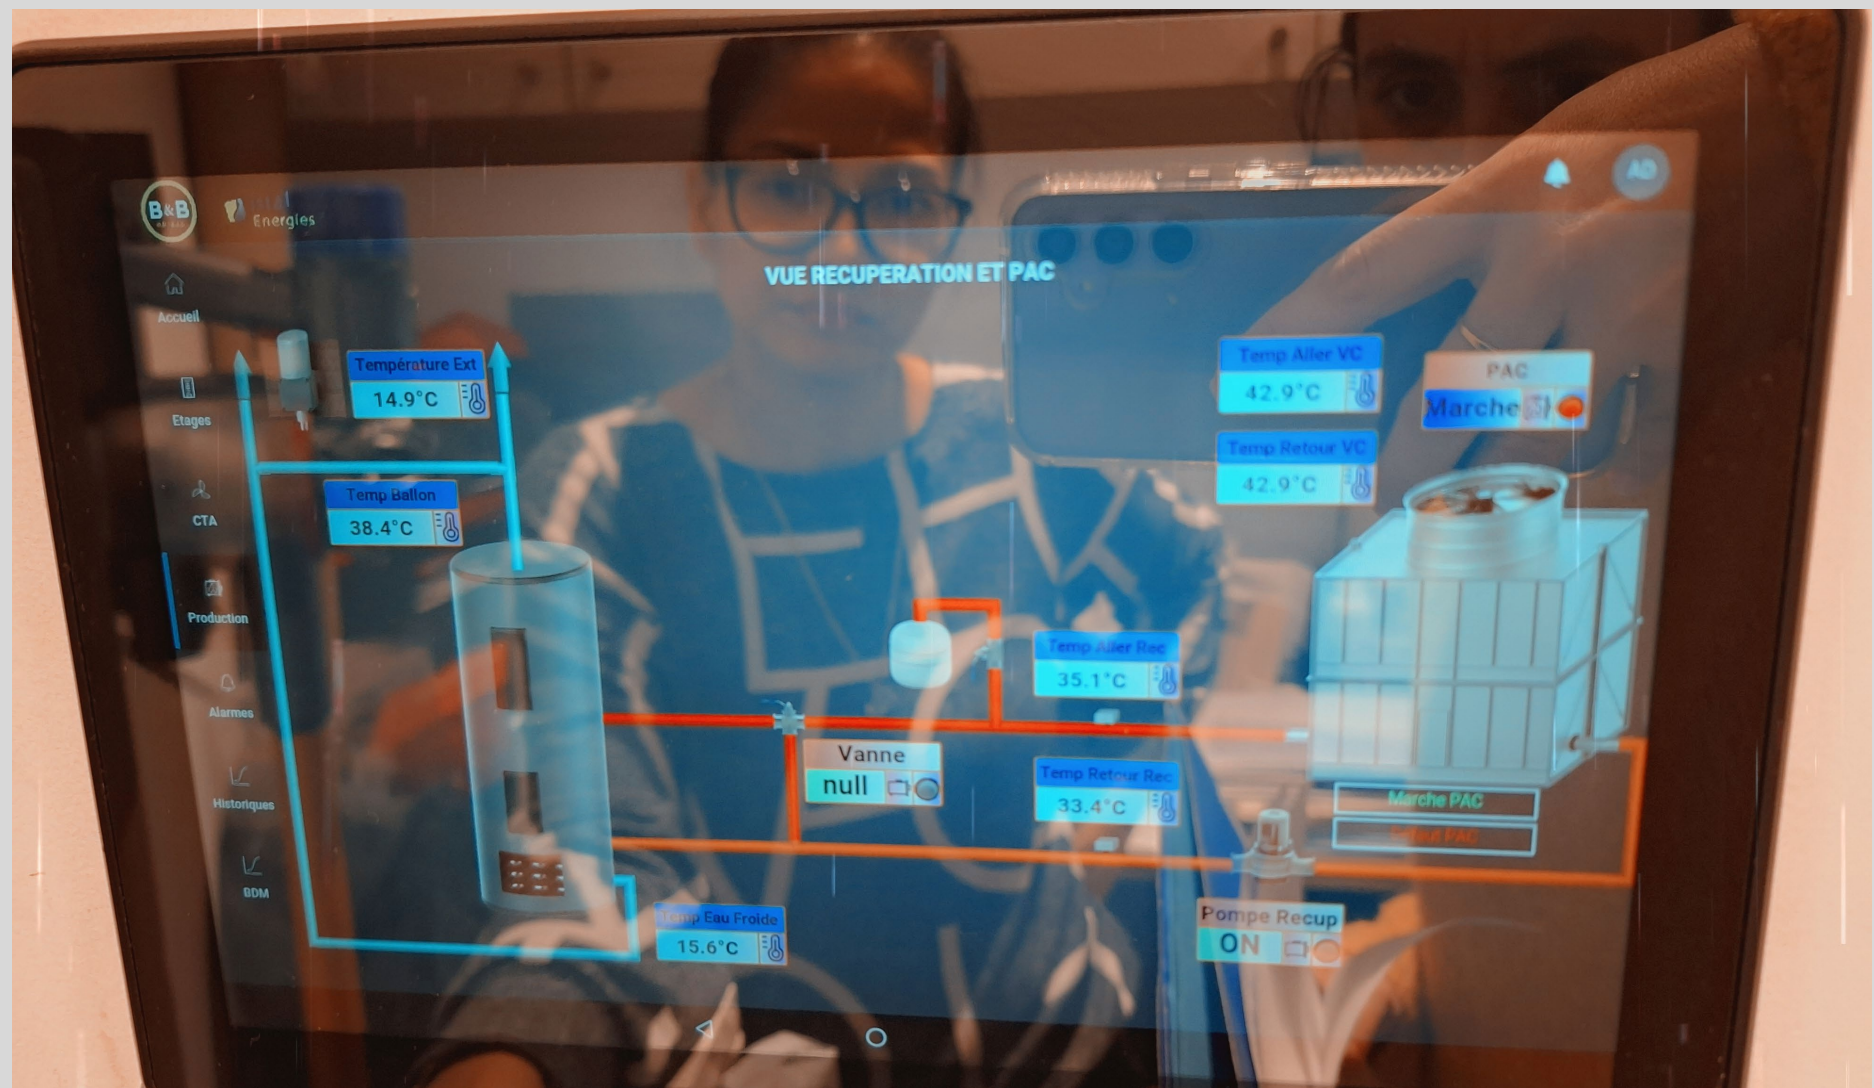 B&B
Energies
AD
VUE RECUPERATION ET PAC
Accueil
Etages
CTA
Production
Alarmes
Historiques
BDM
Température Ext
14.9°C
Temp Ballon
38.4°C
Temp Aller VC
42.9°C
Temp Retour VC
42.9°C
PAC
Marche
Temp Aller Rec
35.1°C
Vanne
null
Temp Retour Rec
33.4°C
Marche PAC
PAC
Temp Eau Froide
15.6°C
Pompe Recup
ON